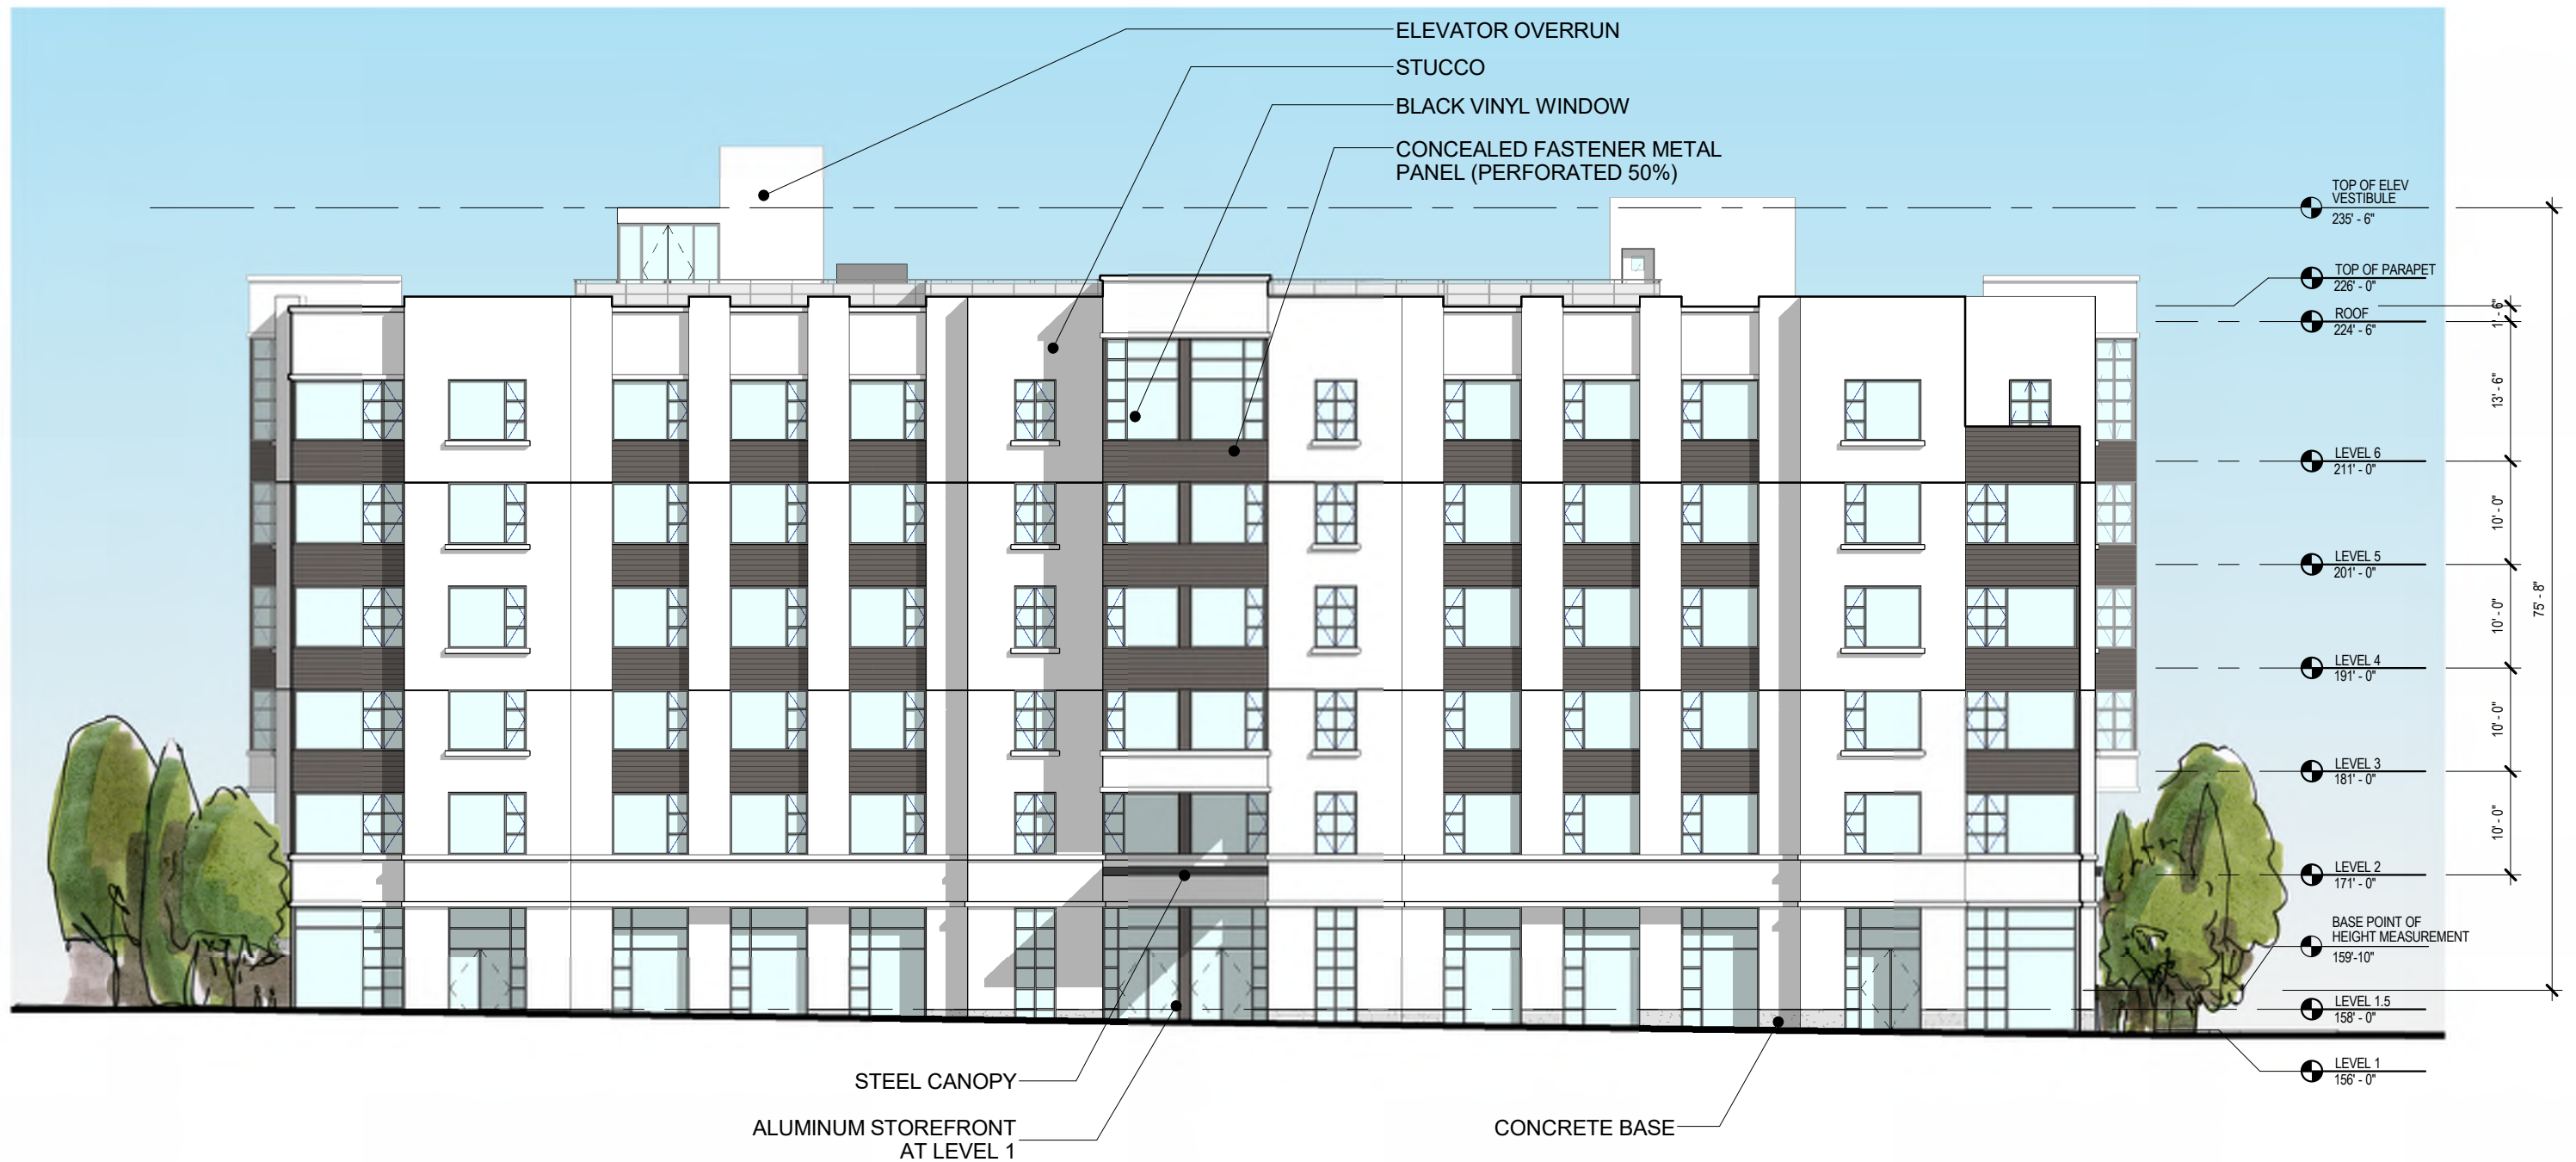 ELEVATOR OVERRUN
STUCCO
BLACK VINYL WINDOW
CONCEALED FASTENER METAL
PANEL (PERFORATED 50%)
TOP OF ELEV
VESTIBULE
235' - 6"
TOP OF PARAPET
226' - 0"
1' - 6"
ROOF
224' - 6"
13' - 6"
LEVEL 6
211' - 0"
10' - 0"
LEVEL 5
201' - 0"
75' - 8"
10' - 0"
LEVEL 4
191' - 0"
10' - 0"
LEVEL 3
181' - 0"
10' - 0"
LEVEL 2
171' - 0"
BASE POINT OF
HEIGHT MEASUREMENT
159'-10"
LEVEL 1.5
158' - 0"
LEVEL 1
156' - 0"
STEEL CANOPY
ALUMINUM STOREFRONT
AT LEVEL 1
CONCRETE BASE